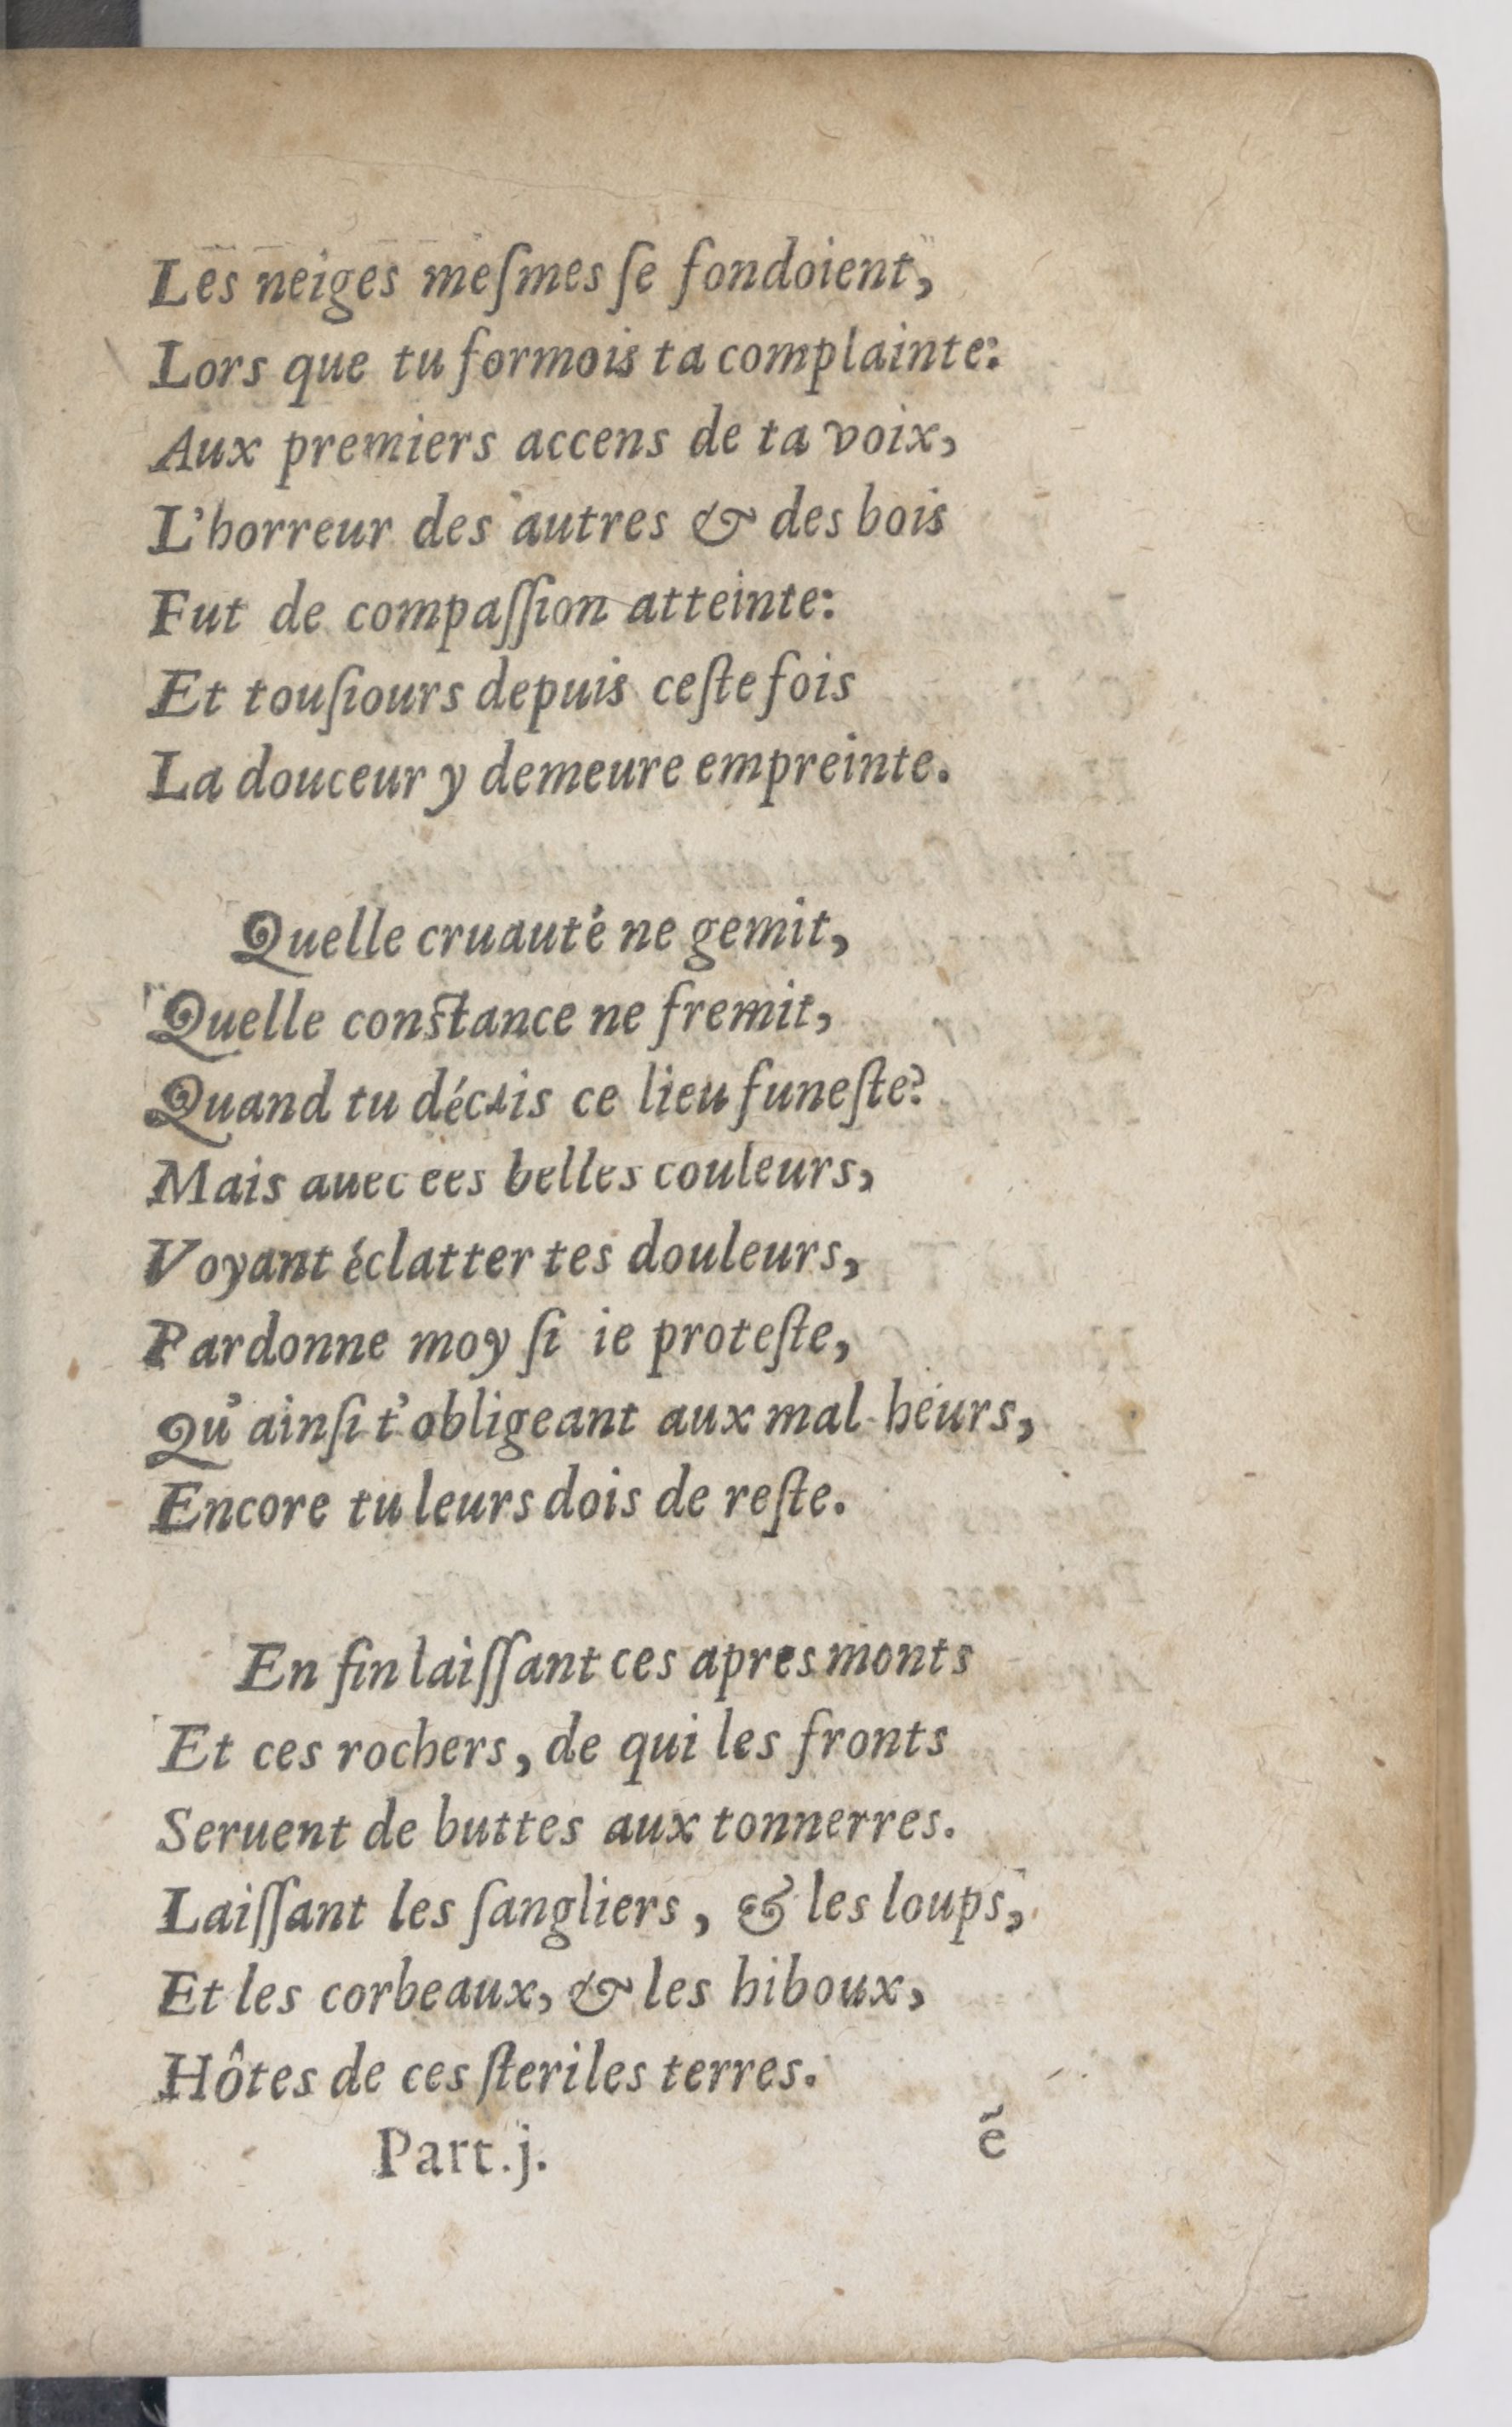 Les neiges meſmes ſe fondoient,
Lors que tu formois ta complainte:
Aux premiers accens de ta voix,
L'horreur des autres & des bois
Fut de compaſſion atteinte:
Et touſiours depuis ceſte fois
La douceur y demeure empreinte.
Quelle cruauté ne gemit,
Quelle constance ne fremit,
Quand tu décris ce lieu funeſte?
Mais auec ees belles couleurs,
Voyant éclatter tes douleurs,
Pardonne moy ſi ie proteſte,
Qu'ainſi t'obligeant aux mal-heurs,
Encore tu leurs dois de reſte.
En fin laiſſant ces apres monts
Et ces rochers, de qui les fronts
Seruent de buttes aux tonnerres.
Laiſſant les ſangliers, & les loups,
Et les corbeaux, & les hiboux,
Hôtes de ces ſteriles terres.
Part.j. ẽ